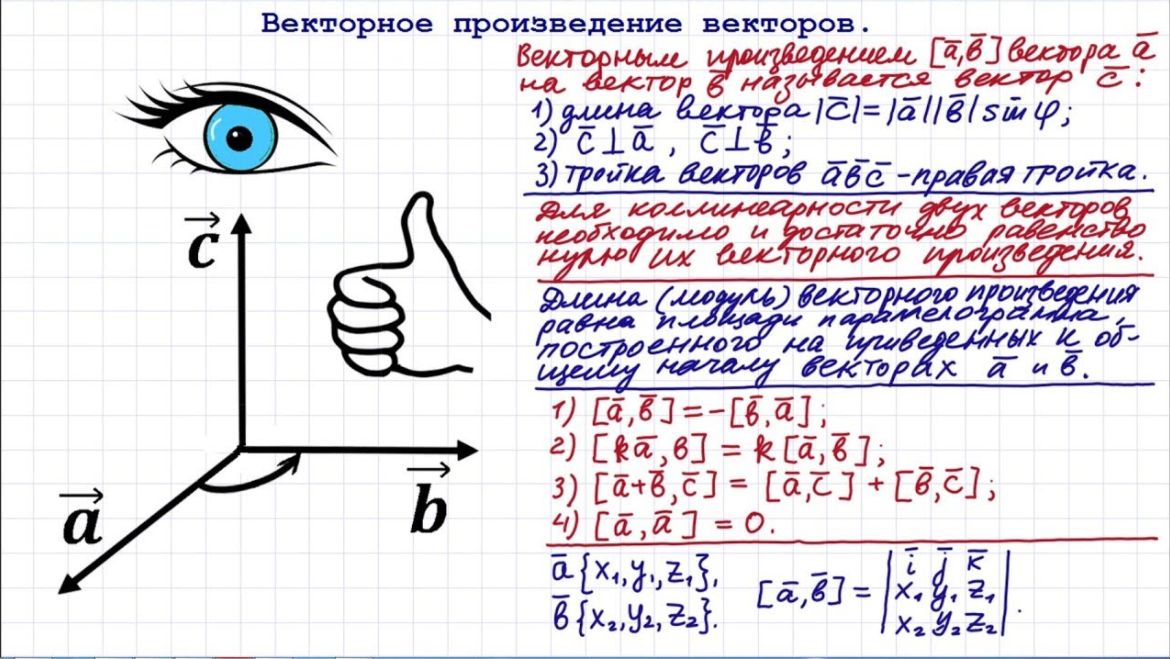 Векторное произведение векторов.
Векторным произведением [a̅,b̅] вектора a̅
на вектор b̅ называется вектор c̅:
1) длина вектора |c̅|=|a̅||b̅| sin φ;
2) c̅⊥a̅, c̅⊥b̅;
3) тройка векторов a̅b̅c̅ - правая тройка.
Для коллинеарности двух векторов
необходимо и достаточно равенство
нулю их векторного произведения.
Длина (модуль) векторного произведения
равна площади параллелограмма,
построенного на приведенных к об-
щему началу векторах a̅ и b̅.
1) [a̅,b̅]=-[b̅,a̅];
2) [ka̅,b] = k[a̅,b̅];
3) [a̅+b̅,c̅] = [a̅,c̅] + [b̅,c̅];
4) [a̅,a̅] = 0.
a̅{x₁,y₁,z₁},
b̅{x₂,y₂,z₂}.
[a̅,b̅] = | i̅ j̅ k̅
x₁ y₁ z₁
x₂ y₂ z₂ |.
c⃗
a⃗
b⃗